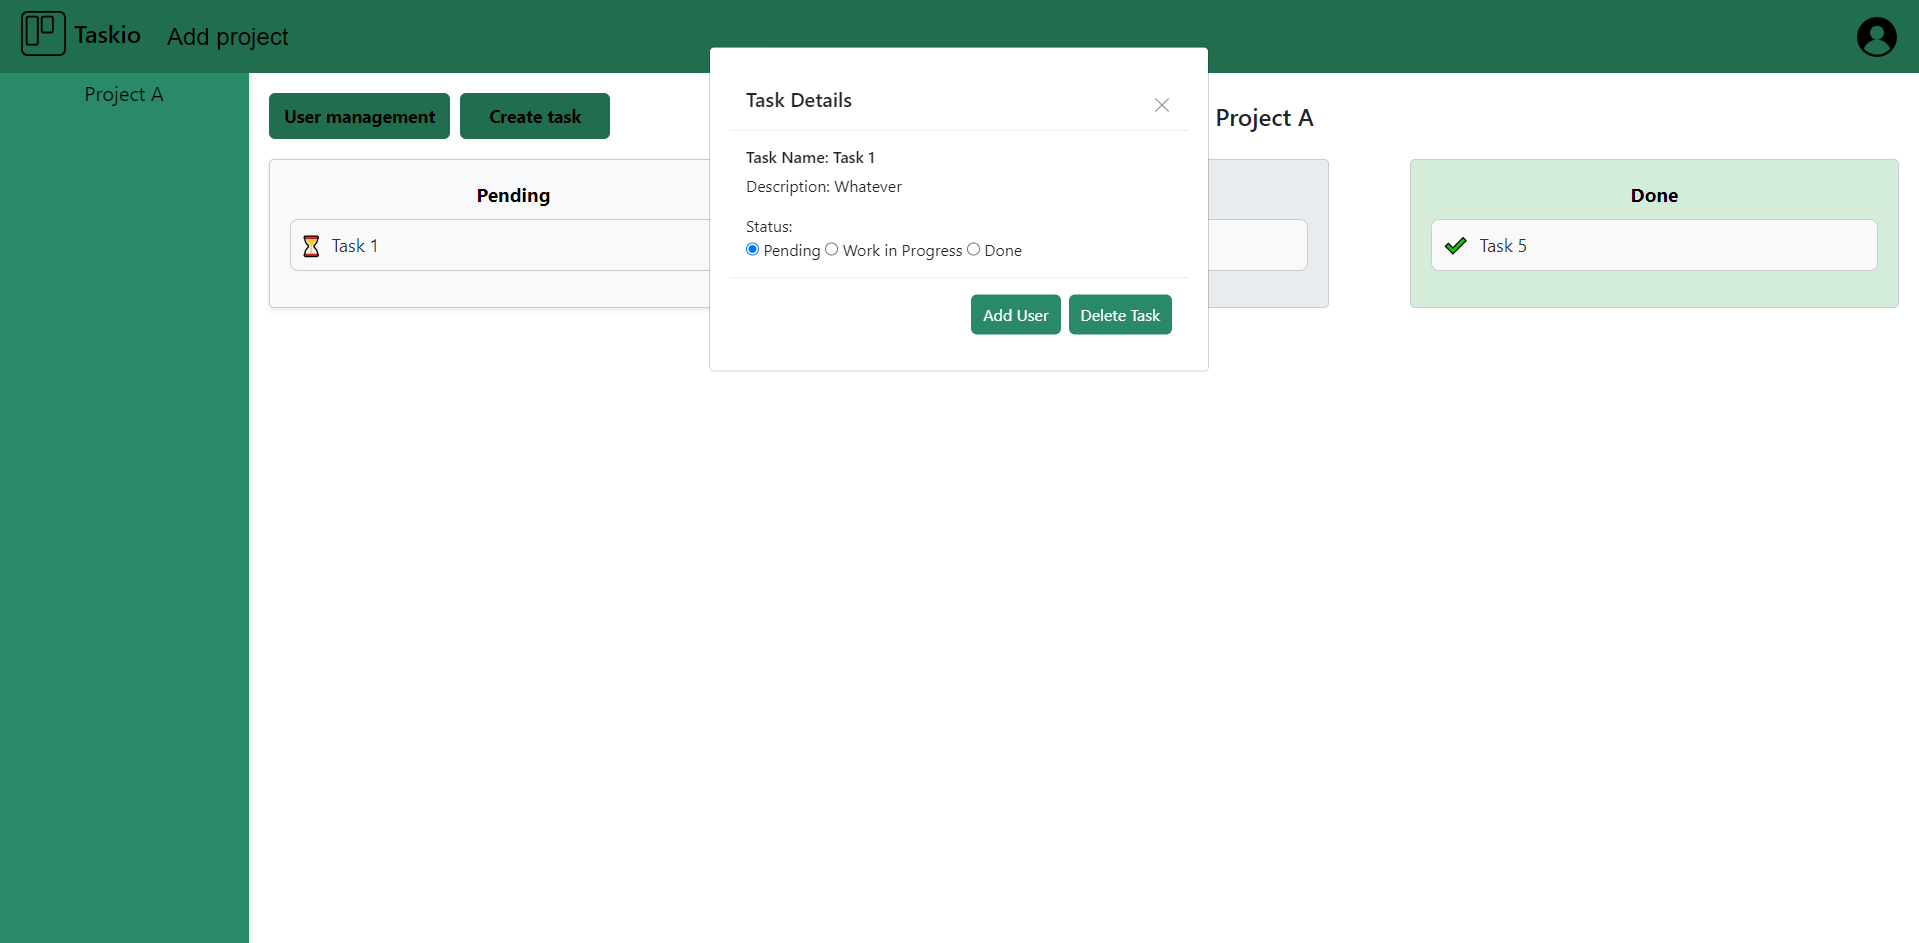 Taskio
Add project
Project A
User management
Create task
Project A
Pending
Task 1
Done
Task 5
Task Details
Task Name: Task 1
Description: Whatever
Status:
Pending Work in Progress Done
Add User
Delete Task